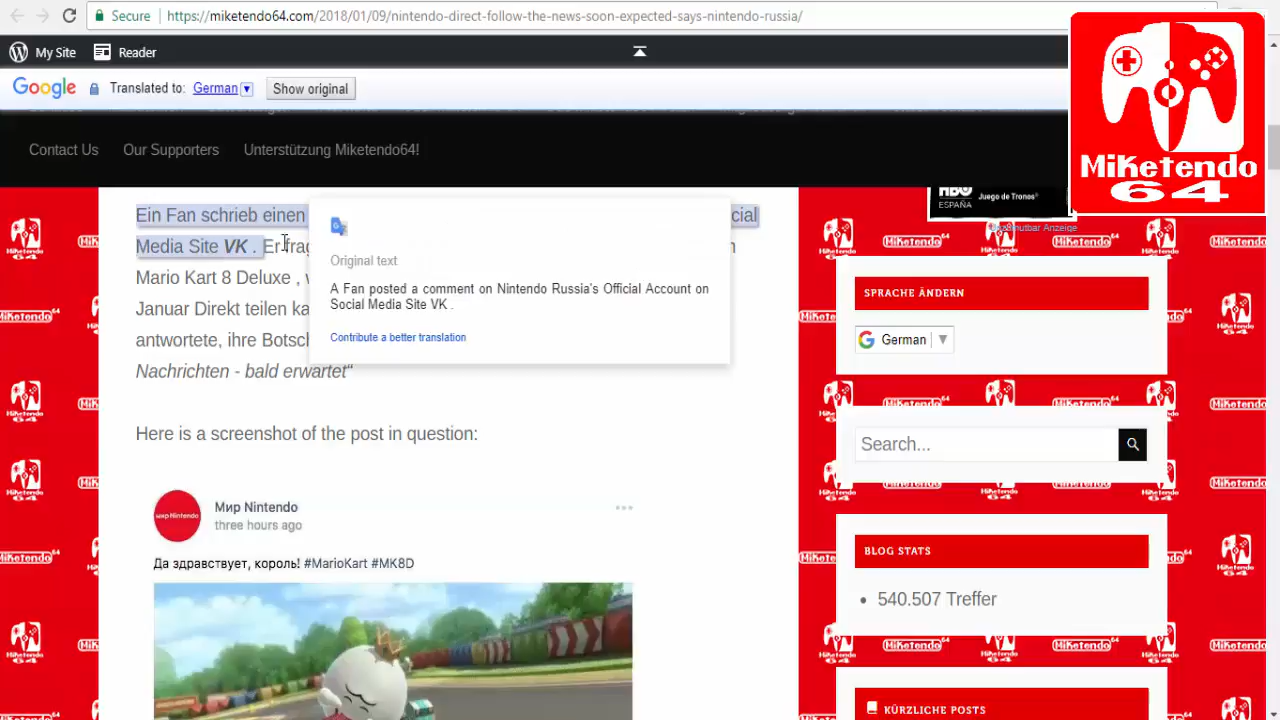 Secure https://miketendo64.com/2018/01/09/nintendo-direct-follow-the-news-soon-expected-says-nintendo-russia/
My Site Reader
Google Translated to: German Show original
Contact Us Our Supporters Unterstützung Miketendo64!
MiKetendo
64
HBO
ESPAÑA
Juego de Tronos®
Anzeige
Ein Fan schrieb einen
Media Site VK .
Mario Kart 8 Deluxe ,
Januar Direkt teilen
antwortete, ihre
Nachrichten - bald erwartet“
Original text
A Fan posted a comment on Nintendo Russia's Official Account on
Social Media Site VK .
Contribute a better translation
Here is a screenshot of the post in question:
мир Nintendo
Мир Nintendo
three hours ago
Да здравствует, король! #MarioKart #MK8D
SPRACHE ÄNDERN
German
Search...
BLOG STATS
540.507 Treffer
KÜRZLICHE POSTS